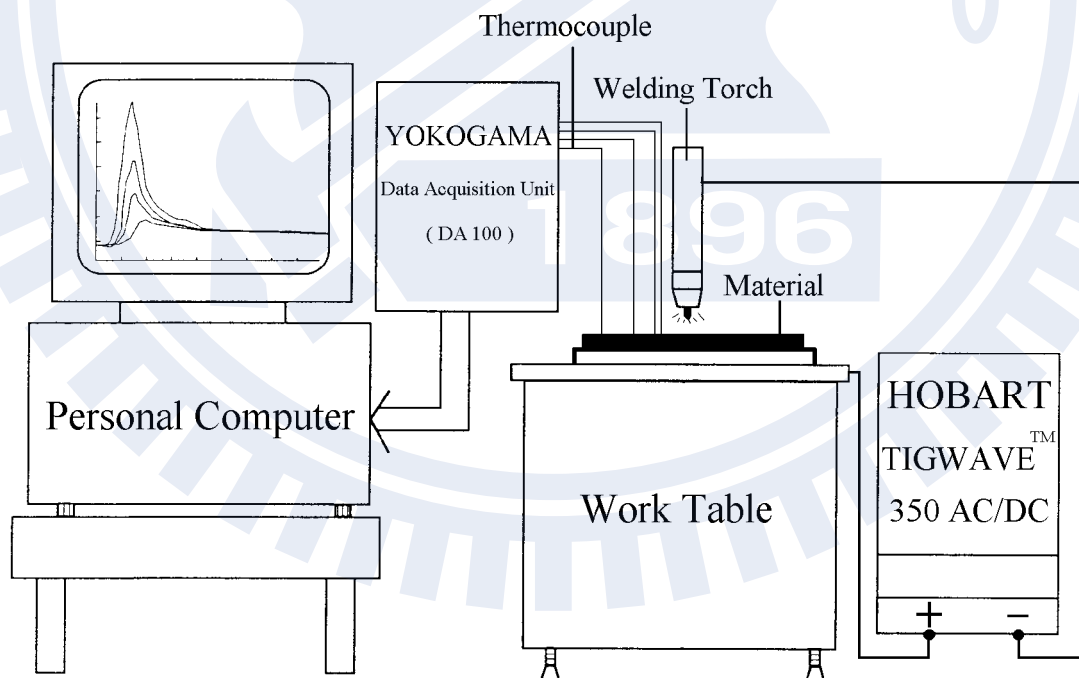 Thermocouple
Welding Torch
YOKOGAMA
Data Acquisition Unit
( DA 100 )
1896
Material
Personal Computer
Work Table
HOBART
TIGWAVE™
350 AC/DC
+ −